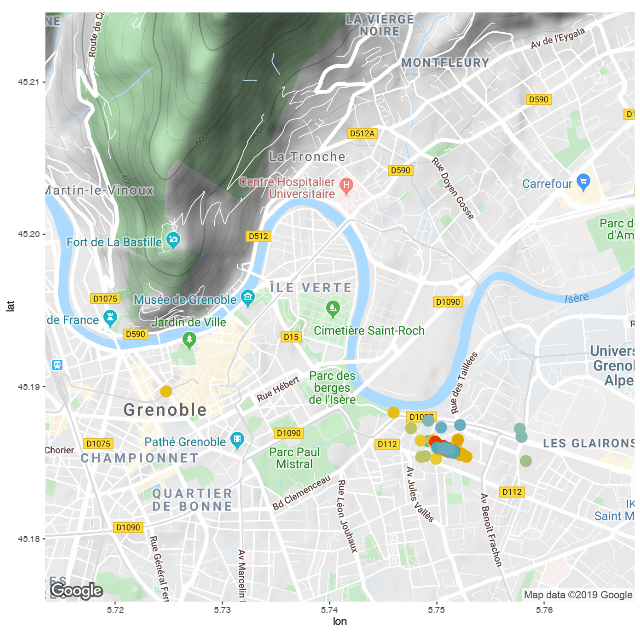 NE
Route de
LA VIERGE
NOIRE
Av de l'Eygala
MONTFLEURY
45.21
D590
D512A
La Tronche
D590
Rue Doyen Gosse
Centre Hospitalier
Universitaire
Carrefour
Martin-le-Vinoux
Parc d
d'Am
45.20
Fort de La Bastille
D512
ÎLE VERTE
D1075
Musée de Grenoble
D1090
Isère
de France
Jardin de Ville
Cimetière Saint-Roch
D590
D15
Univers
Grenob
Alpe
Rue des Taillées
45.19
Parc des
berges
de l'Isère
Rue Hébert
Grenoble
Chorier
D1075
Pathé Grenoble
D1090
D112
LES GLAIRONS
CHAMPIONNET
Parc Paul
Mistral
QUARTIER
DE BONNE
Bd Clemenceau
Rue Léon Jouhaux
Av Jules Vallès
Av Benoît Frachon
D112
IK
Saint M
D1090
45.18
Rue Général Fer
Av Marcelin
Google
Map data ©2019 Google
5.72
5.73
5.74
5.75
5.76
lon
lat